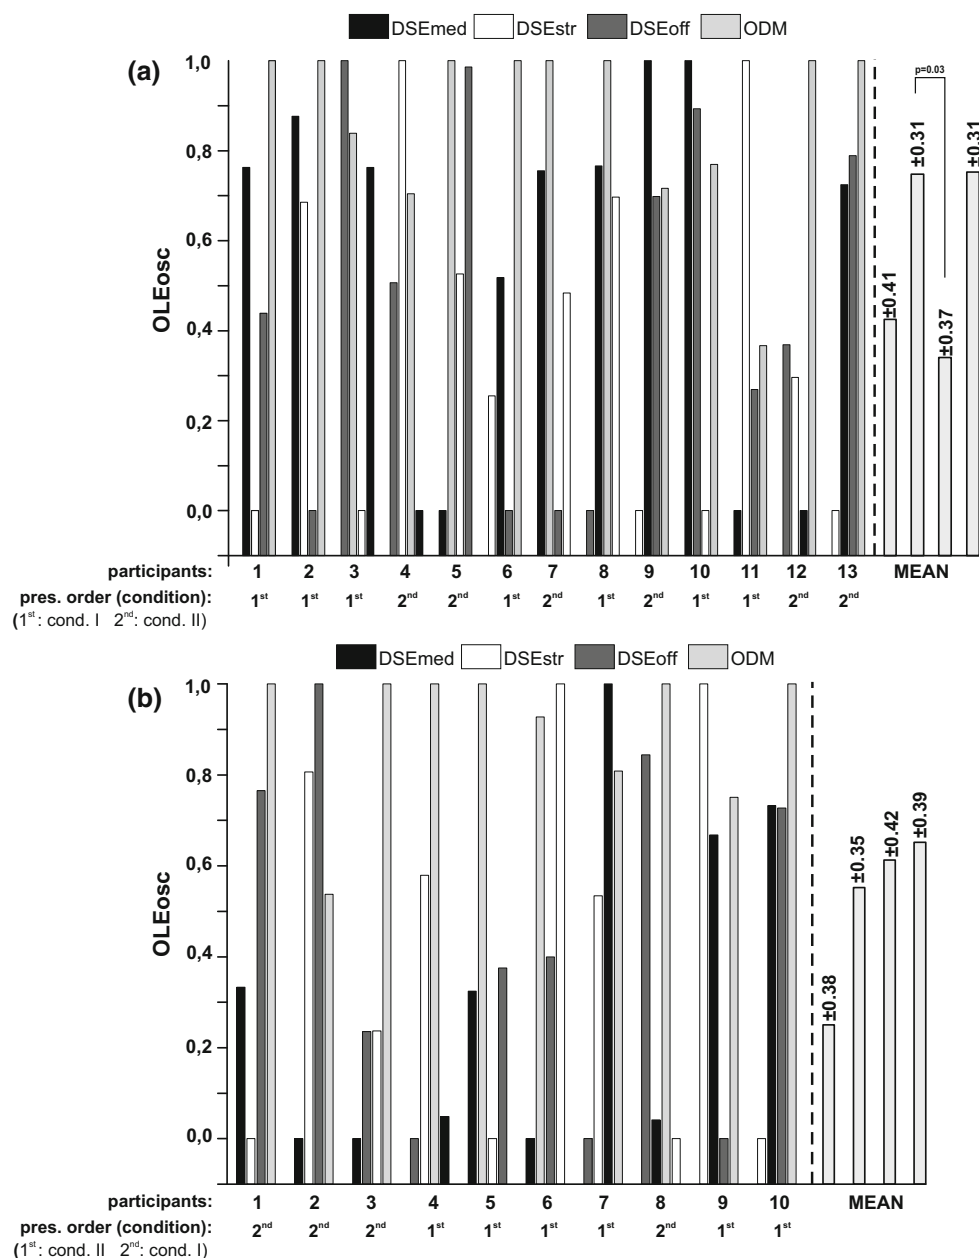 DSEmed DSEstr DSEoff ODM
(a)
p=0.03
1,0
0,8
0,6
0,4
0,2
0,0
OLEosc
±0.41
±0.31
±0.37
±0.31
participants: 1 2 3 4 5 6 7 8 9 10 11 12 13 MEAN
pres. order (condition): 1st 1st 1st 2nd 2nd 1st 2nd 1st 2nd 1st 1st 2nd 2nd
(1st: cond. I 2nd: cond. II)
DSEmed DSEstr DSEoff ODM
(b)
1,0
0,8
0,6
0,4
0,2
0,0
OLEosc
±0.38
±0.35
±0.42
±0.39
participants: 1 2 3 4 5 6 7 8 9 10 MEAN
pres. order (condition): 2nd 2nd 2nd 1st 1st 1st 1st 2nd 1st 1st
(1st: cond. II 2nd: cond. I)